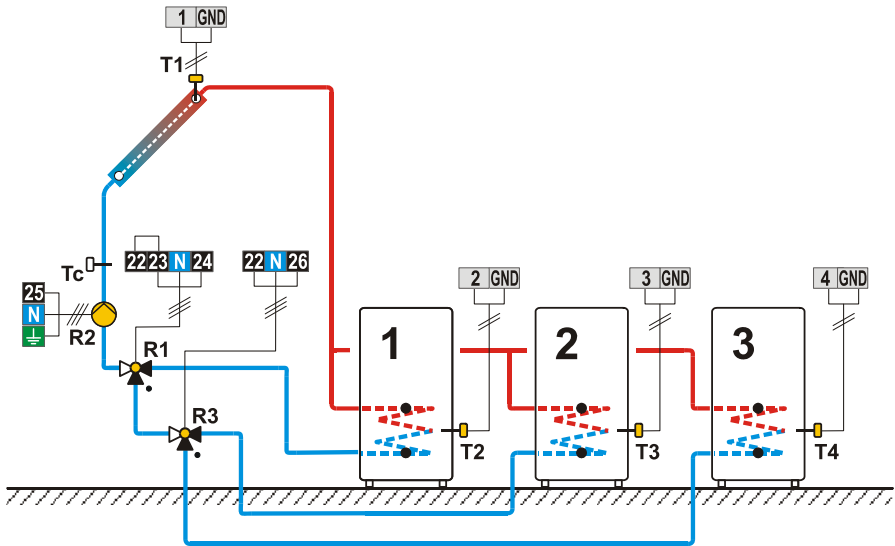 1 GND
T1
22 23 N 24
22 N 26
Tc
2 GND
3 GND
4 GND
25
N
R2
R1
1
2
3
R3
T2
T3
T4